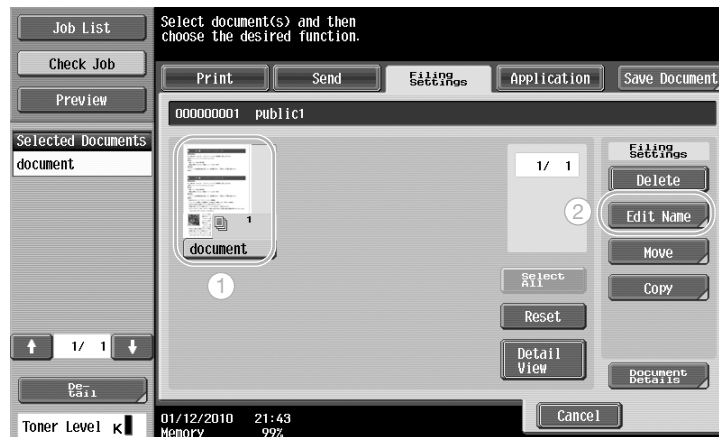 Job List
Check Job
Preview
Selected Documents
document
1/ 1
De-
tail
Toner Level K
Select document(s) and then
choose the desired function.
Print
Send
Filing
Settings
Application
Save Document
000000001 public1
1
document
1
1/ 1
Select
All
Reset
Detail
View
Filing
Settings
Delete
2
Edit Name
Move
Copy
Document
Details
Cancel
01/12/2010 21:43
Memory 99%